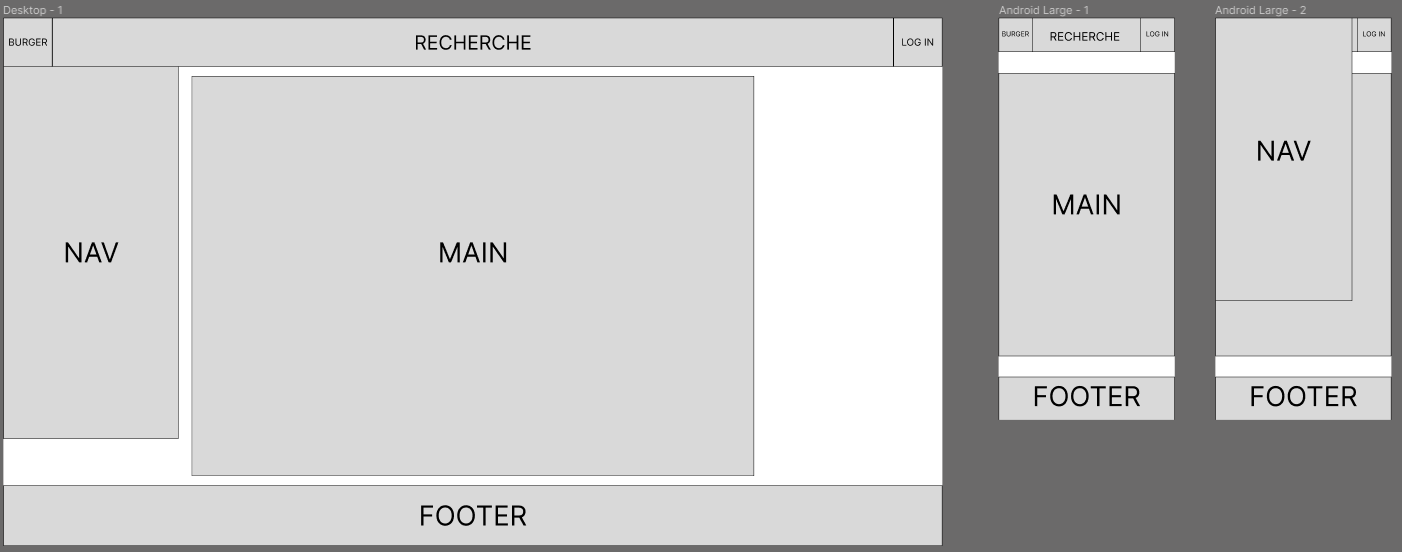 Desktop - 1
BURGER
RECHERCHE
LOG IN
NAV
MAIN
FOOTER
Android Large - 1
BURGER
RECHERCHE
LOG IN
MAIN
FOOTER
Android Large - 2
LOG IN
NAV
FOOTER